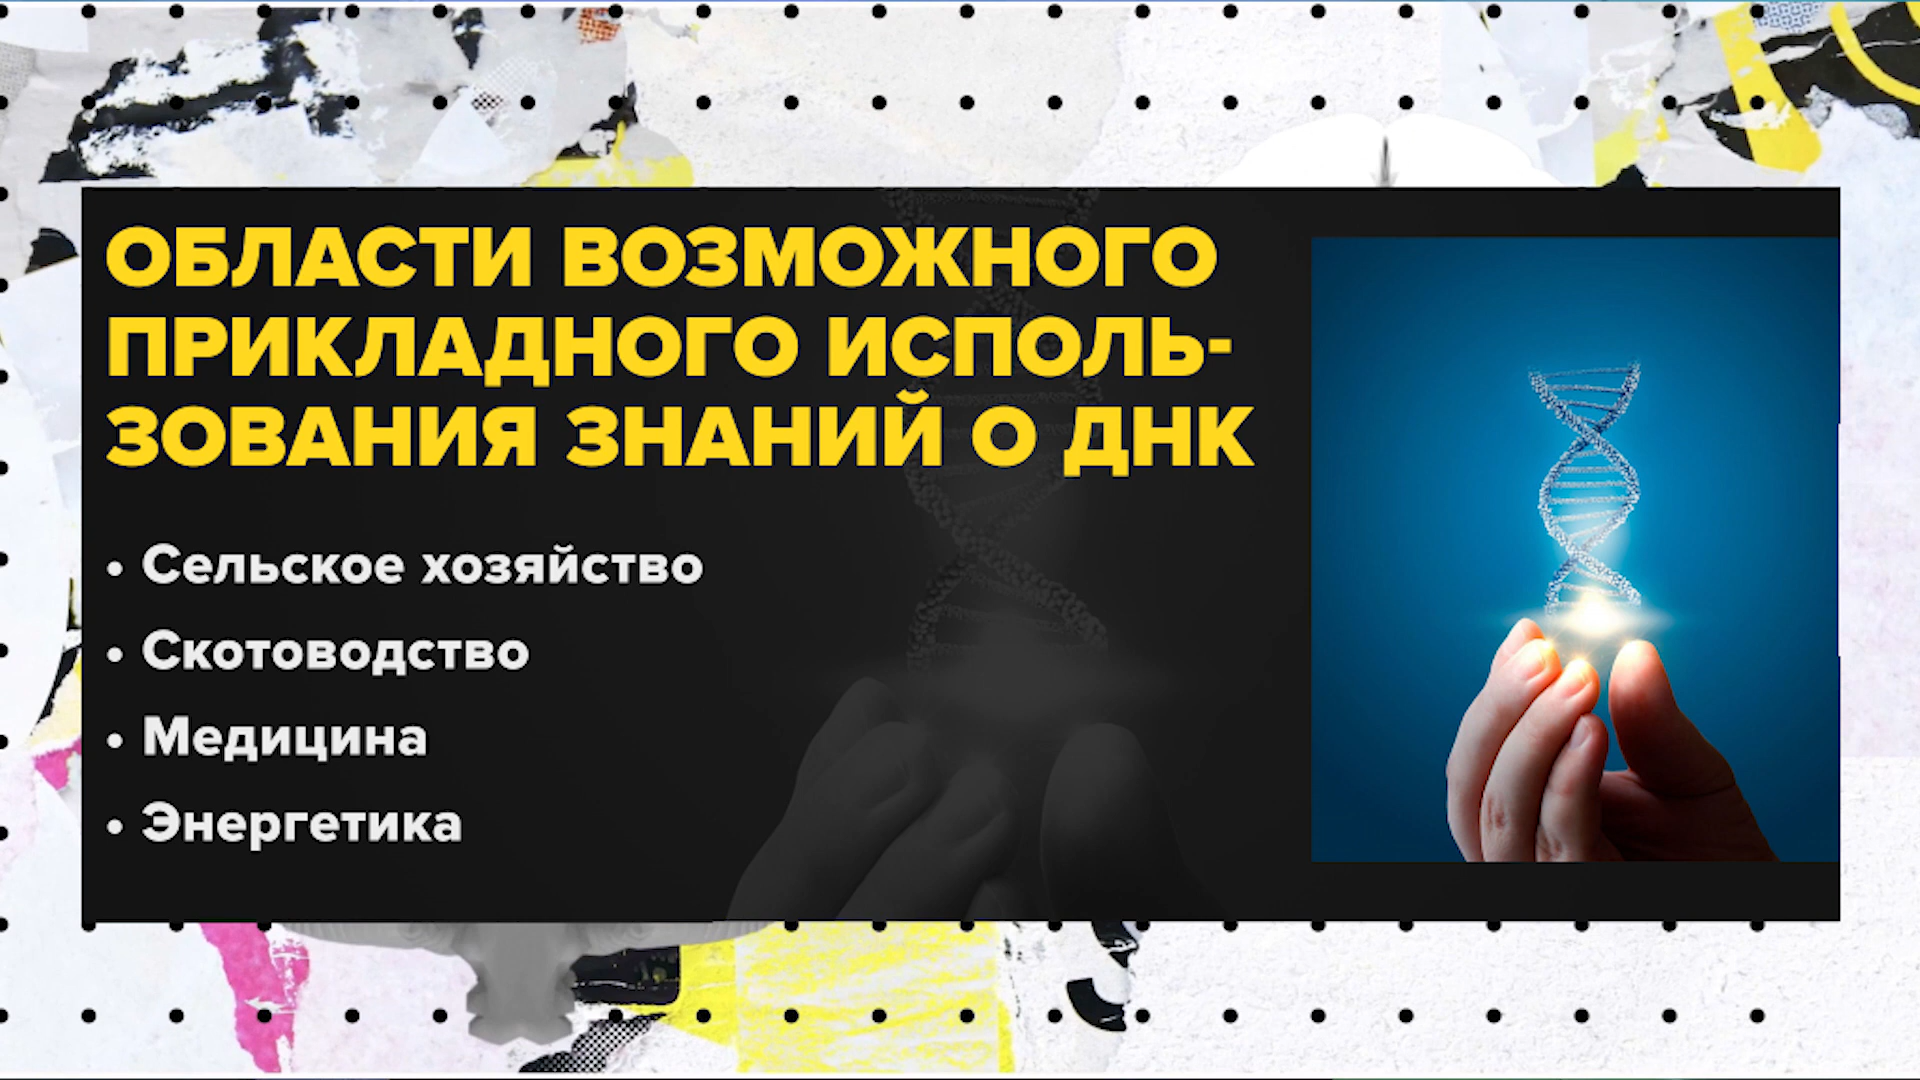 ОБЛАСТИ ВОЗМОЖНОГО
ПРИКЛАДНОГО ИСПОЛЬ-
ЗОВАНИЯ ЗНАНИЙ О ДНК
• Сельское хозяйство
• Скотоводство
• Медицина
• Энергетика